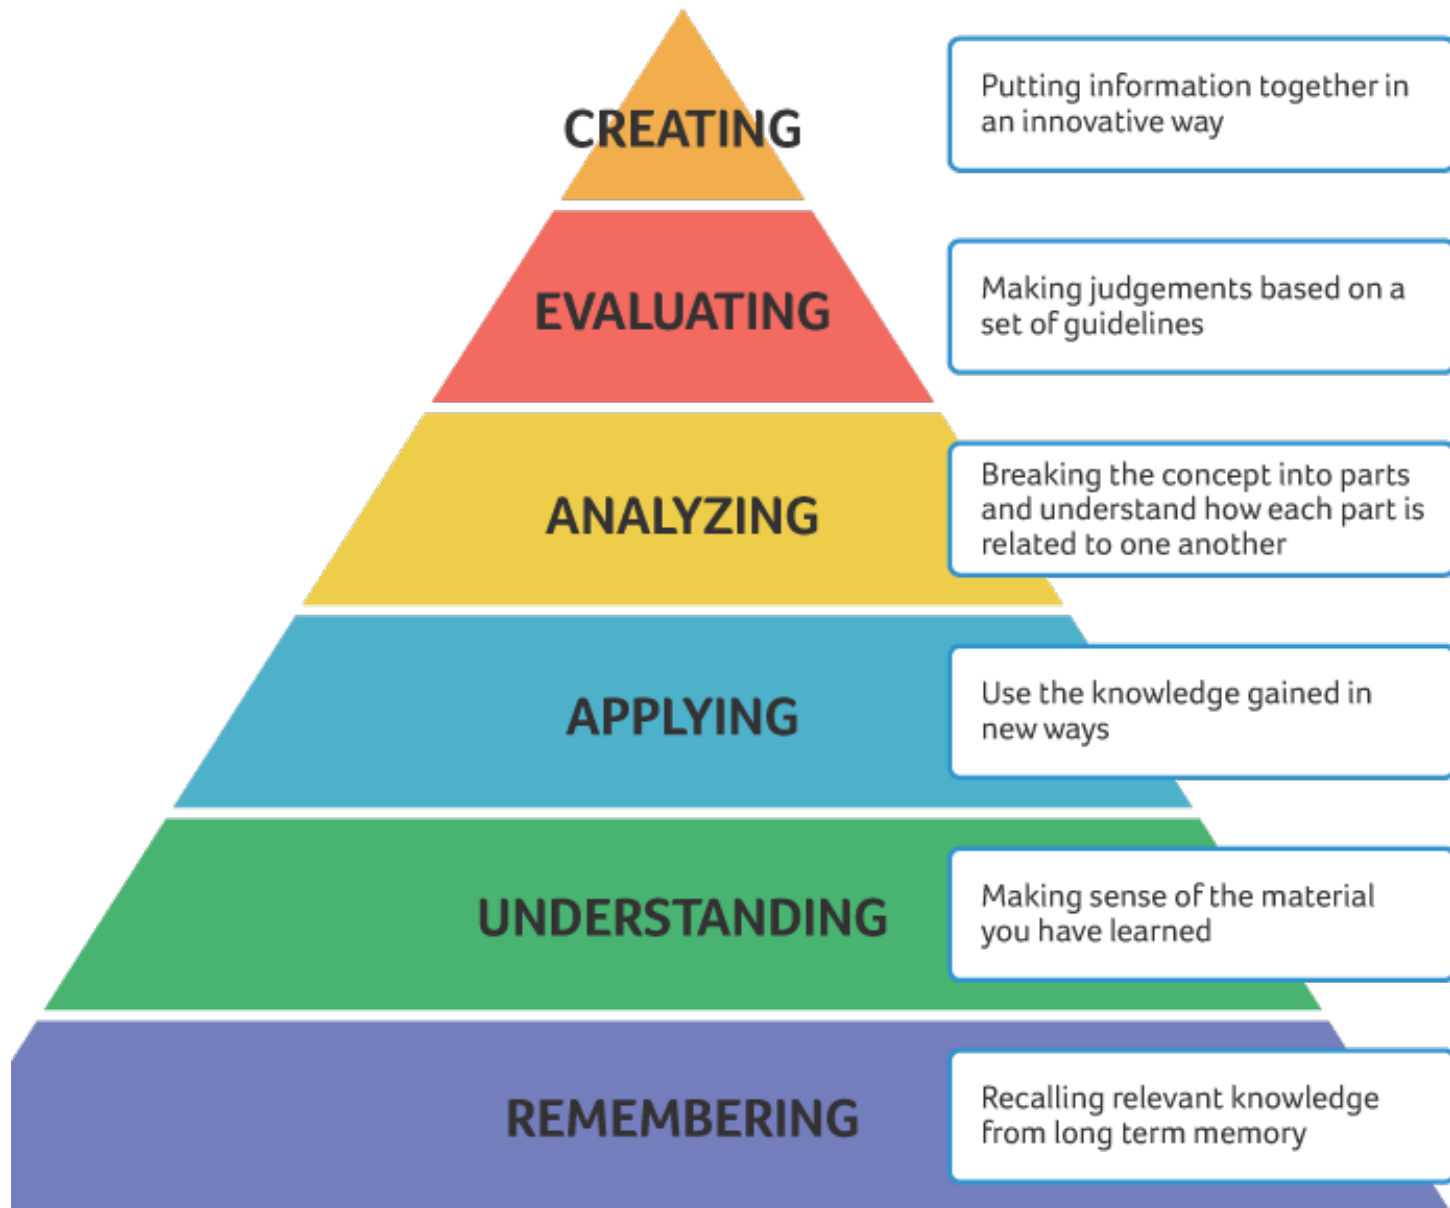 CREATING
Putting information together in
an innovative way
EVALUATING
Making judgements based on a
set of guidelines
ANALYZING
Breaking the concept into parts
and understand how each part is
related to one another
APPLYING
Use the knowledge gained in
new ways
UNDERSTANDING
Making sense of the material
you have learned
REMEMBERING
Recalling relevant knowledge
from long term memory